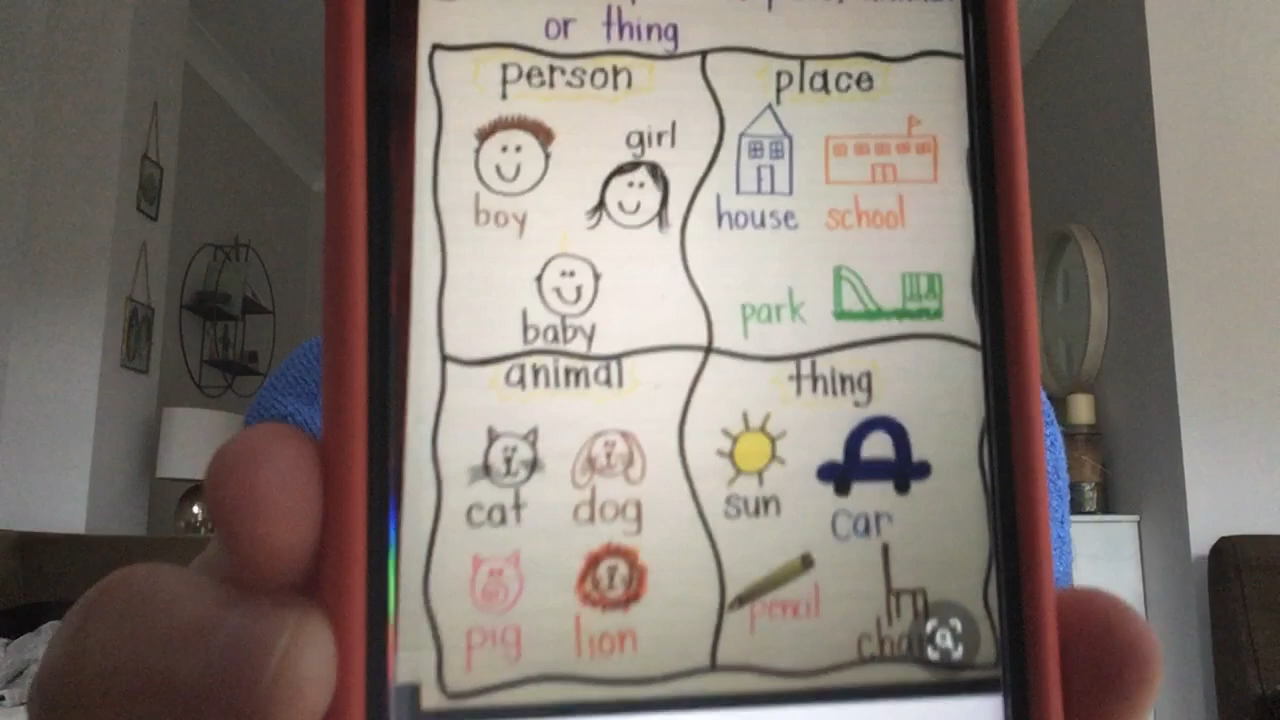 or thing
person
place
girl
boy
house school
baby
park
animal
thing
cat dog
sun
car
pig lion
pencil